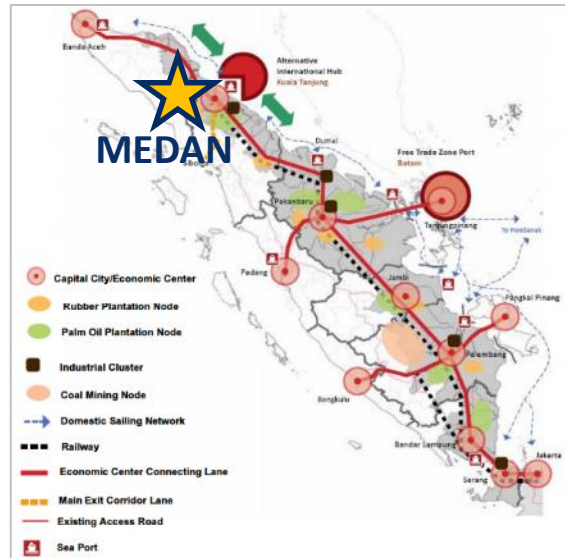 Banda Aceh
Alternative
International Hub
Kuala Tanjung
MEDAN
Dumai
Free Trade Zone Port
Batam
Pekanbaru
Tanjungpinang
To Pontianak
Padang
Jambi
Pangkal Pinang
Palembang
Bengkulu
Bandar Lampung
Jakarta
Serang
Capital City/Economic Center
Rubber Plantation Node
Palm Oil Plantation Node
Industrial Cluster
Coal Mining Node
Domestic Sailing Network
Railway
Economic Center Connecting Lane
Main Exit Corridor Lane
Existing Access Road
Sea Port